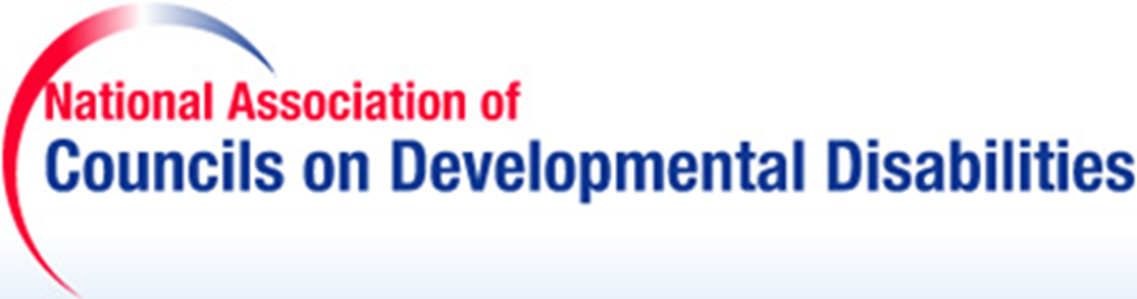 National Association of
Councils on Developmental Disabilities